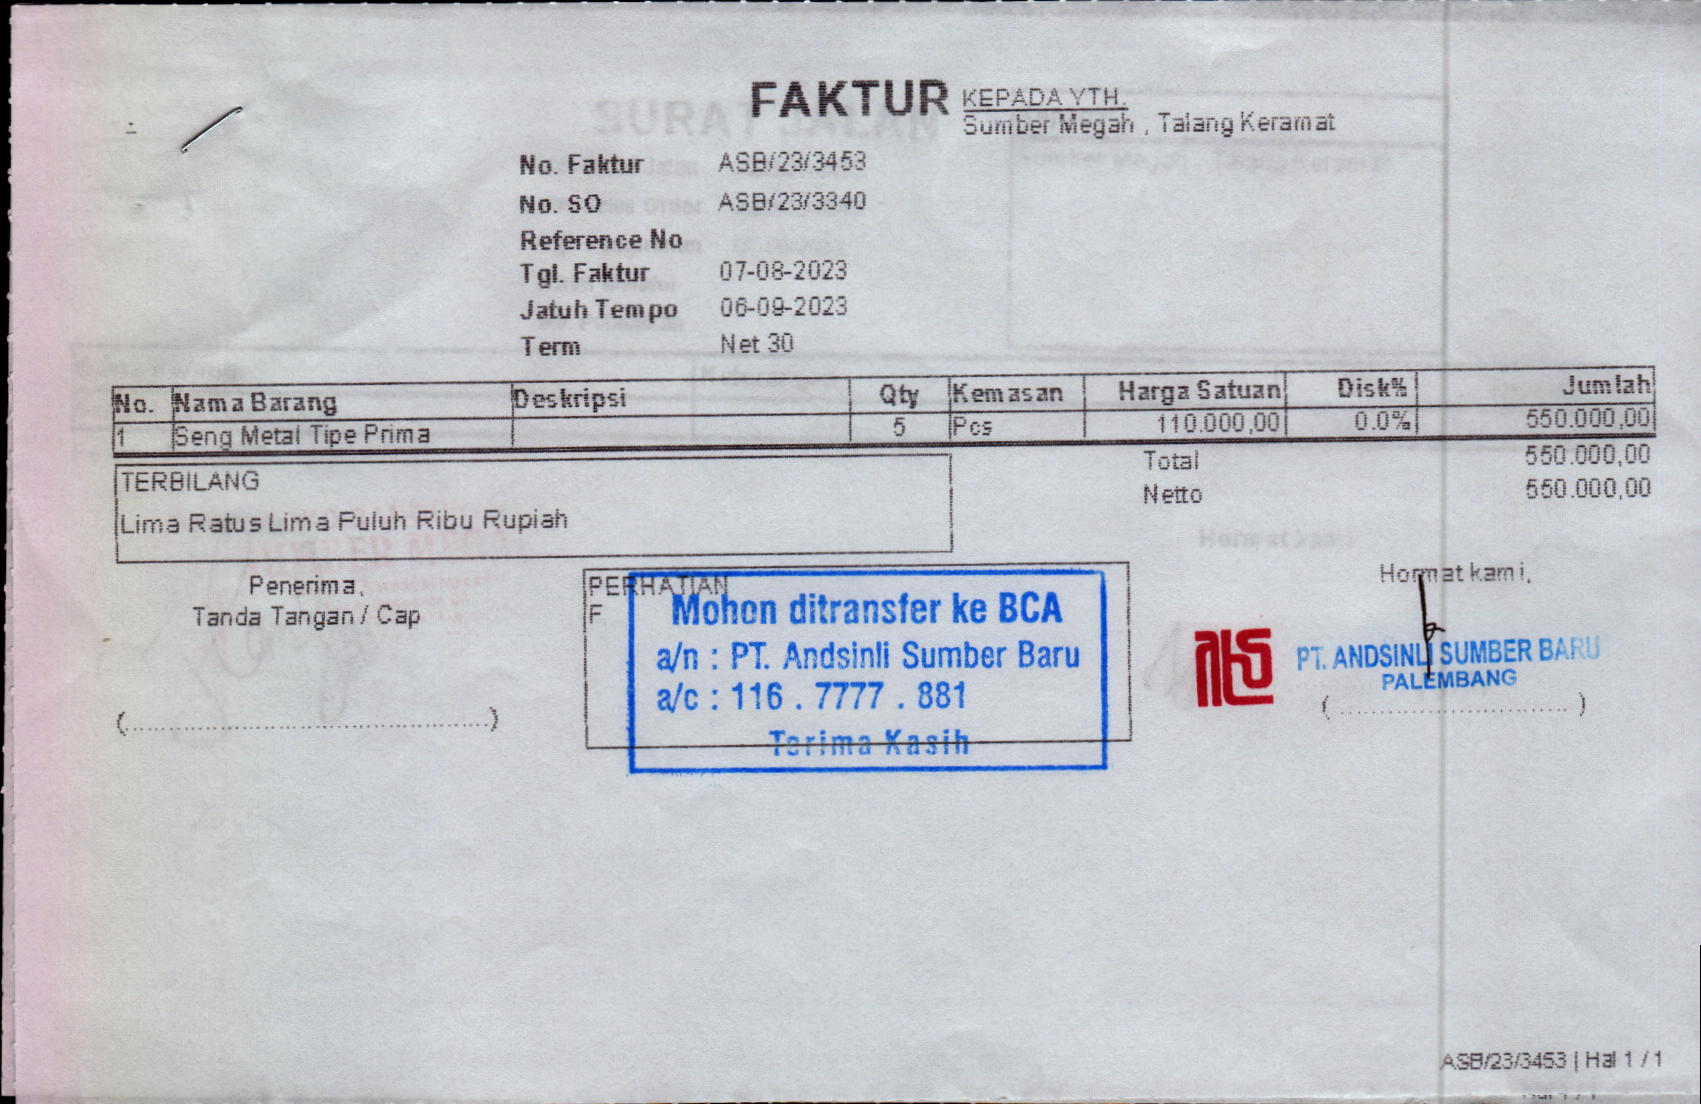 FAKTUR
KEPADA YTH.
Sumber Megah , Talang Keramat
No. Faktur ASB/23/3453
No. SO ASB/23/3340
Reference No
Tgl. Faktur 07-08-2023
Jatuh Tempo 06-09-2023
Term Net 30
No. Nama Barang Deskripsi Qty Kemasan Harga Satuan Disk% Jumlah
1 Seng Metal Tipe Prima 5 Pcs 110.000,00 0.0% 550.000,00
Total 550.000,00
Netto 550.000,00
TERBILANG
Lima Ratus Lima Puluh Ribu Rupiah
Penerima,
Tanda Tangan / Cap
(................................................)
PERHATIAN
F
Mohon ditransfer ke BCA
a/n : PT. Andsinli Sumber Baru
a/c : 116 . 7777 . 881
Terima Kasih
Hormat kami,
PT. ANDSINLI SUMBER BARU
PALEMBANG
(................................)
ASB/23/3453 | Hal 1 / 1